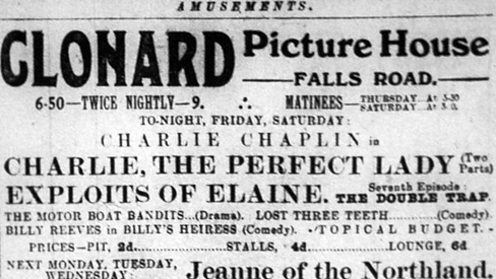 AMUSEMENTS.
CLONARD Picture House
FALLS ROAD.
6-50—TWICE NIGHTLY—9. ∴ MATINEES—THURSDAY At 3-30
SATURDAY At 3.0.
TO-NIGHT, FRIDAY, SATURDAY:
CHARLIE CHAPLIN in
CHARLIE, THE PERFECT LADY (Two Parts)
EXPLOITS OF ELAINE. Seventh Episode: THE DOUBLE TRAP.
THE MOTOR BOAT BANDITS...(Drama). LOST THREE TEETH............(Comedy).
BILLY REEVES in BILLY'S HEIRESS (Comedy). -TOPICAL BUDGET.-
PRICES—PIT, 2d............STALLS, 4d............LOUNGE, 6d.
NEXT MONDAY, TUESDAY,
WEDNESDAY: Jeanne of the Northland